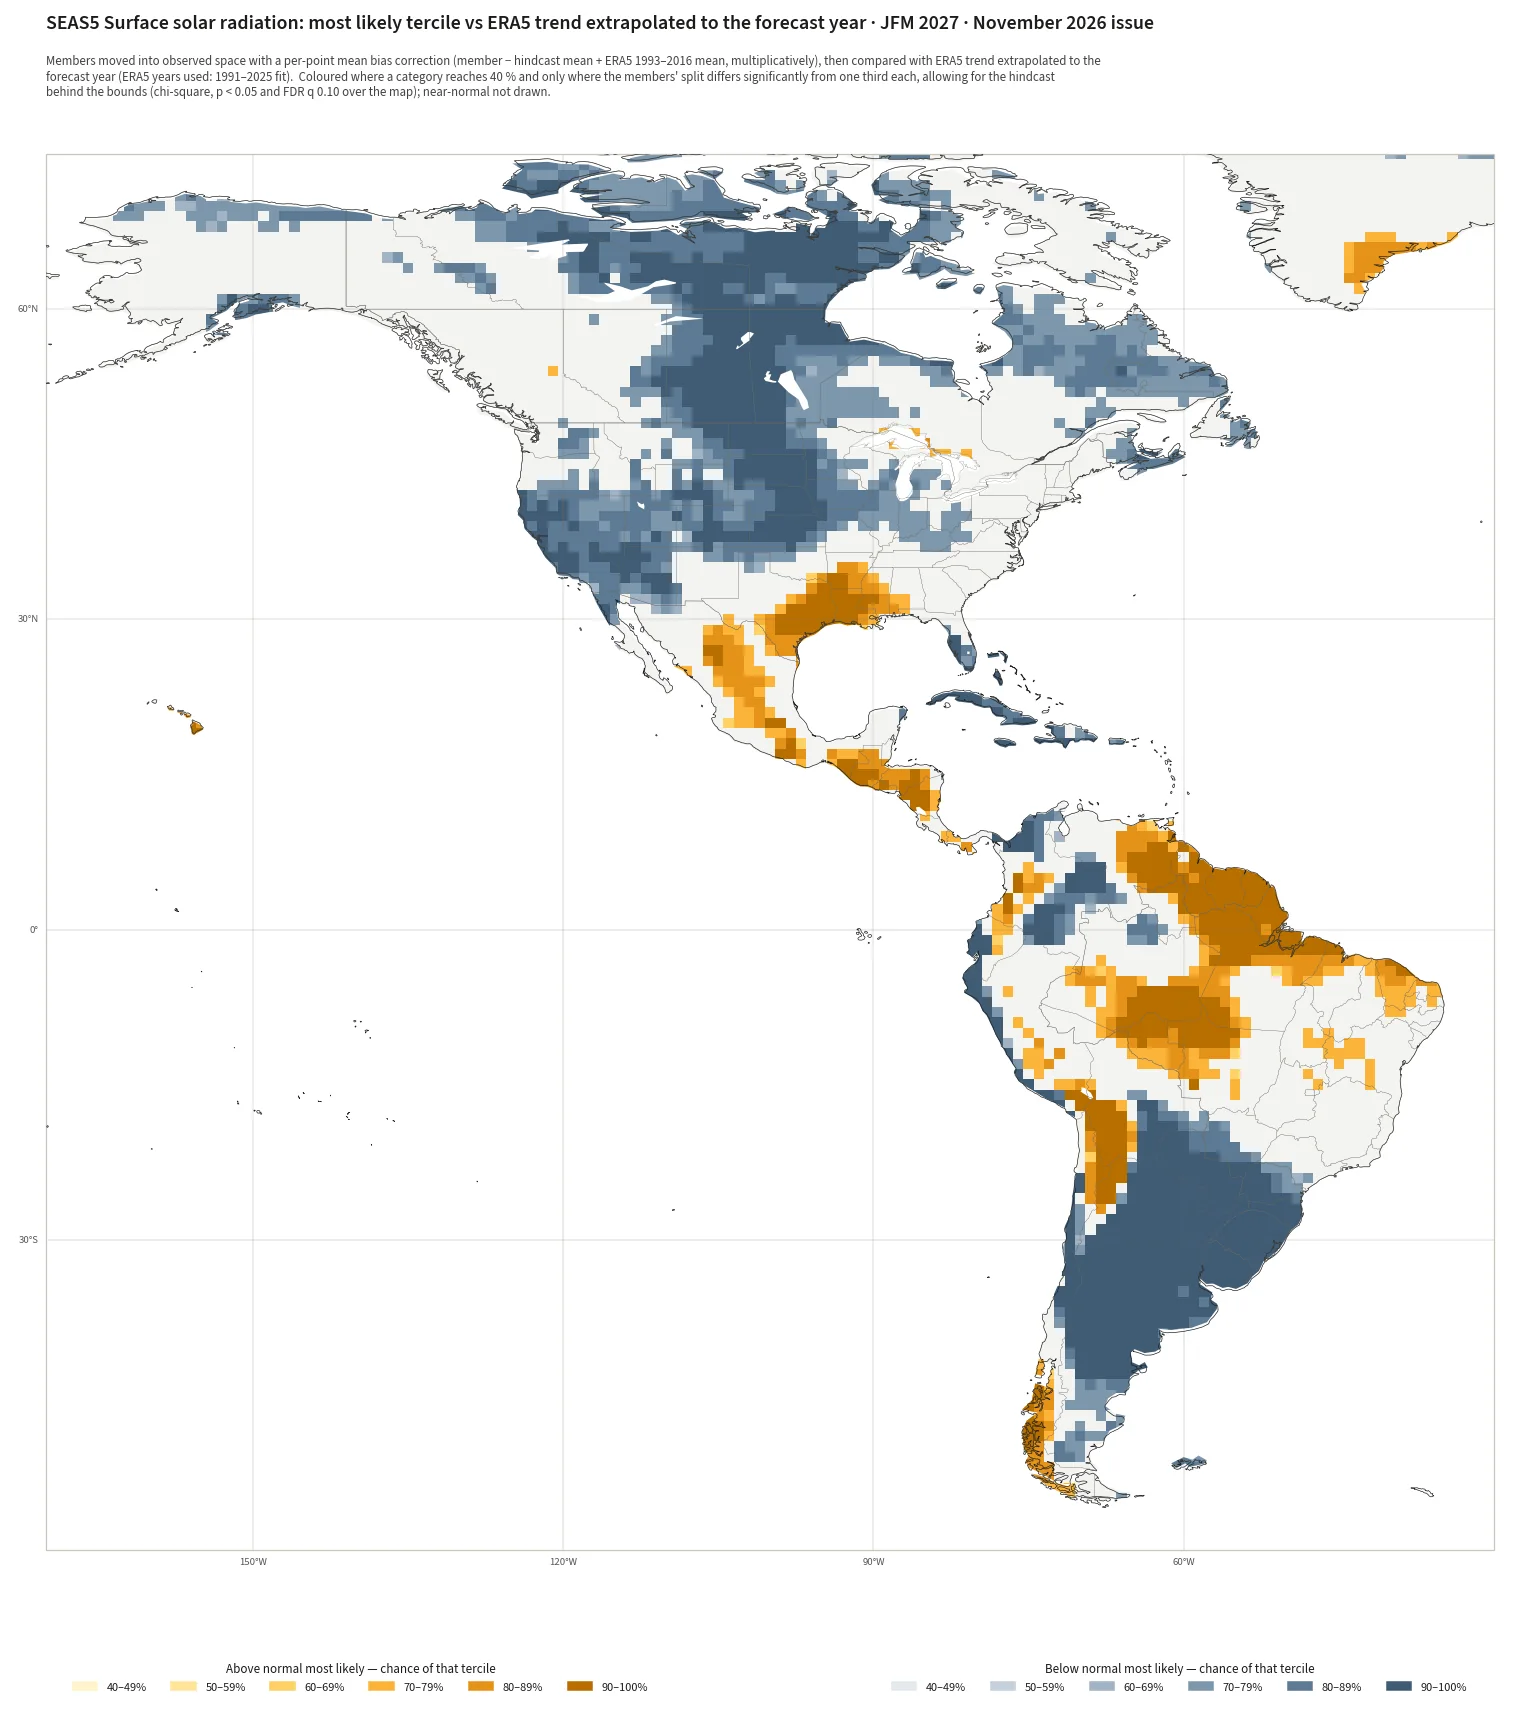 SEAS5 Surface solar radiation: most likely tercile vs ERA5 trend extrapolated to the forecast year · JFM 2027 · November 2026 issue
Members moved into observed space with a per-point mean bias correction (member − hindcast mean + ERA5 1993–2016 mean, multiplicatively), then compared with ERA5 trend extrapolated to the
forecast year (ERA5 years used: 1991–2025 fit). Coloured where a category reaches 40 % and only where the members' split differs significantly from one third each, allowing for the hindcast
behind the bounds (chi-square, p < 0.05 and FDR q 0.10 over the map); near-normal not drawn.
60°N
30°N
0°
30°S
150°W 120°W 90°W 60°W
Above normal most likely — chance of that tercile
40–49% 50–59% 60–69% 70–79% 80–89% 90–100%
Below normal most likely — chance of that tercile
40–49% 50–59% 60–69% 70–79% 80–89% 90–100%